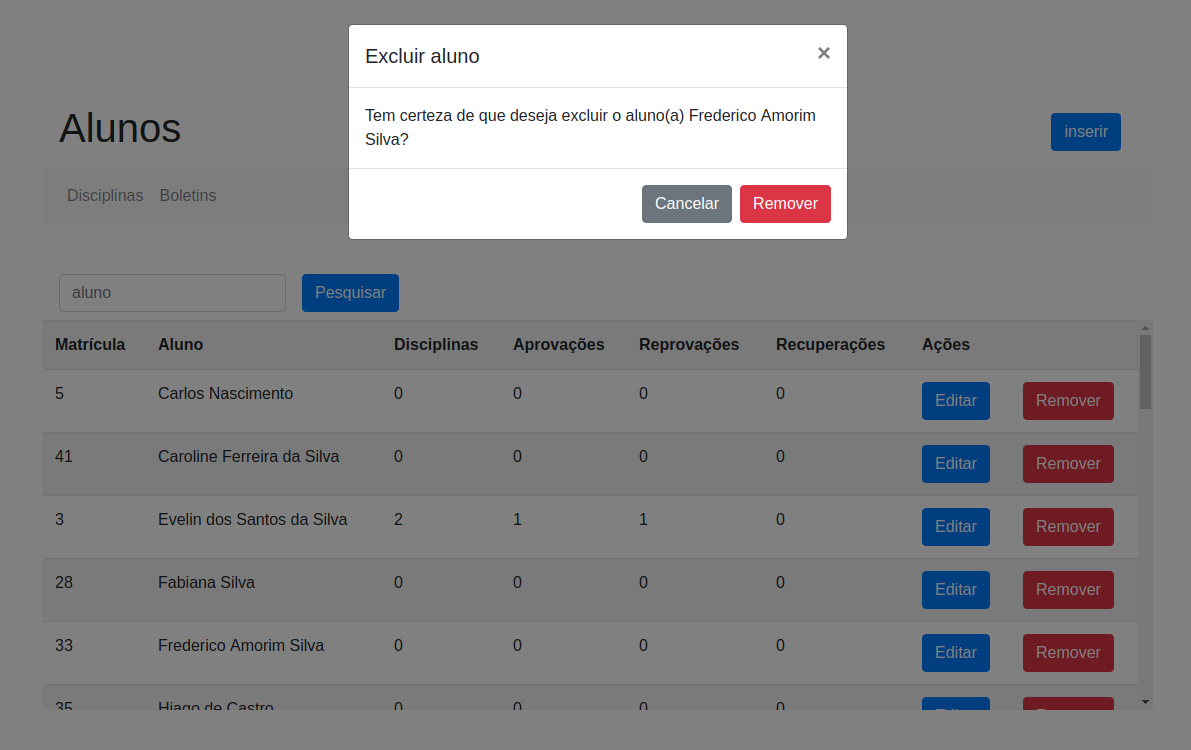 Excluir aluno ×
Tem certeza de que deseja excluir o aluno(a) Frederico Amorim
Silva?
Cancelar Remover
Alunos
inserir
Disciplinas Boletins
aluno Pesquisar
Matrícula Aluno Disciplinas Aprovações Reprovações Recuperações Ações
5 Carlos Nascimento 0 0 0 0 Editar Remover
41 Caroline Ferreira da Silva 0 0 0 0 Editar Remover
3 Evelin dos Santos da Silva 2 1 1 0 Editar Remover
28 Fabiana Silva 0 0 0 0 Editar Remover
33 Frederico Amorim Silva 0 0 0 0 Editar Remover
35 Hiago de Castro 0 0 0 0